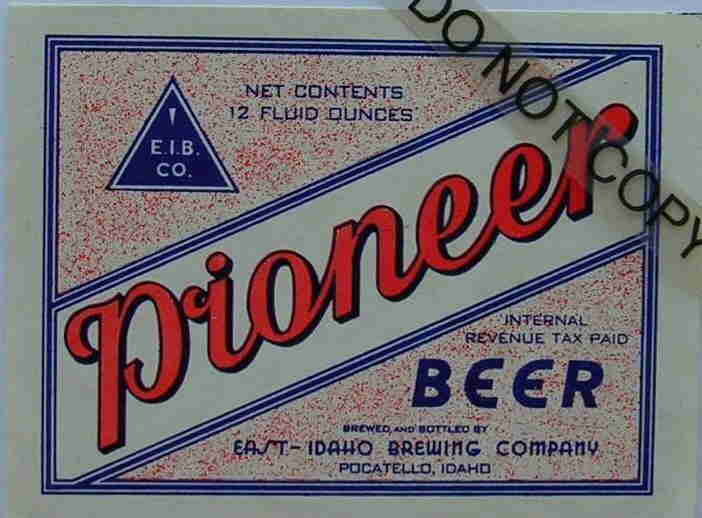 DO NOT COPY
NET CONTENTS
12 FLUID OUNCES
E.I.B.
CO.
Pioneer
INTERNAL
REVENUE TAX PAID
BEER
BREWED AND BOTTLED BY
EAST-IDAHO BREWING COMPANY
POCATELLO, IDAHO